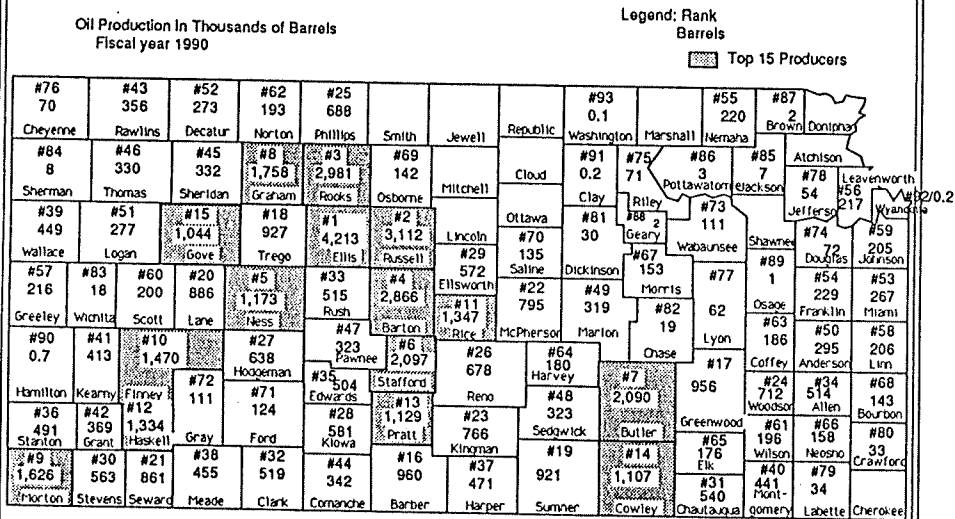 Oil Production In Thousands of Barrels
Fiscal year 1990
Legend: Rank
Barrels
Top 15 Producers
#76
70
Cheyenne
#43
356
Rawlins
#52
273
Decatur
#62
193
Norton
#25
688
Phillips
Smith
Jewell
Republic
#93
0.1
Washington
Marshall
#55
220
Nemaha
#87
2
Brown
Doniphan
#84
8
Sherman
#46
330
Thomas
#45
332
Sheridan
#8
1,758
Graham
#3
2,981
Rooks
#69
142
Osborne
Mitchell
Cloud
#91
0.2
Clay
#75
71
Riley
#86
3
Pottawatom
#85
7
eJackson
Atchison
#78
54
Jefferso
Leavenworth
#56
217
#92/0.2
Wyandotte
#39
449
Wallace
#51
277
Logan
#15
1,044
Gove
#18
927
Trego
#1
4,213
Ellis
#2
3,112
Russell
Lincoln
Ottawa
#70
135
Saline
#81
30
Dickinson
#88
2
Geary
#73
111
Wabaunsee
Shawnee
#74
72
Douglas
#59
205
Johnson
#57
216
Greeley
#83
18
Wichita
#60
200
Scott
#20
886
Lane
#5
1,173
Ness
#33
515
Rush
#4
2,866
Barton
#29
572
Ellsworth
#11
1,347
Rice
#22
795
McPherson
#49
319
Marion
#67
153
Morris
#82
19
Chase
#77
62
Lyon
#89
1
Osage
#54
229
Franklin
#53
267
Miami
#90
0.7
Hamilton
#41
413
Kearny
#10
1,470
Finney
#27
638
Hodgeman
#47
323
Pawnee
#6
2,097
Stafford
#26
678
Reno
#64
180
Harvey
#7
2,090
Butler
#17
956
Greenwood
#63
186
Coffey
#50
295
Anderson
#58
206
Linn
#36
491
Stanton
#42
369
Grant
#12
1,334
Haskell
#72
111
Gray
#71
124
Ford
#35
504
Edwards
#28
581
Kiowa
#13
1,129
Pratt
#23
766
Kingman
#48
323
Sedgwick
#24
712
Woodson
#34
514
Allen
#68
143
Bourbon
#9
1,626
Morton
#30
563
Stevens
#21
861
Seward
#38
455
Meade
#32
519
Clark
#44
342
Comanche
#16
960
Barber
#37
471
Harper
#19
921
Sumner
#14
1,107
Cowley
#65
176
Elk
#31
540
Chautauqua
#61
196
Wilson
#66
158
Neosho
#80
33
Crawford
#40
441
Mont-
gomery
#79
34
Labette
Cherokee